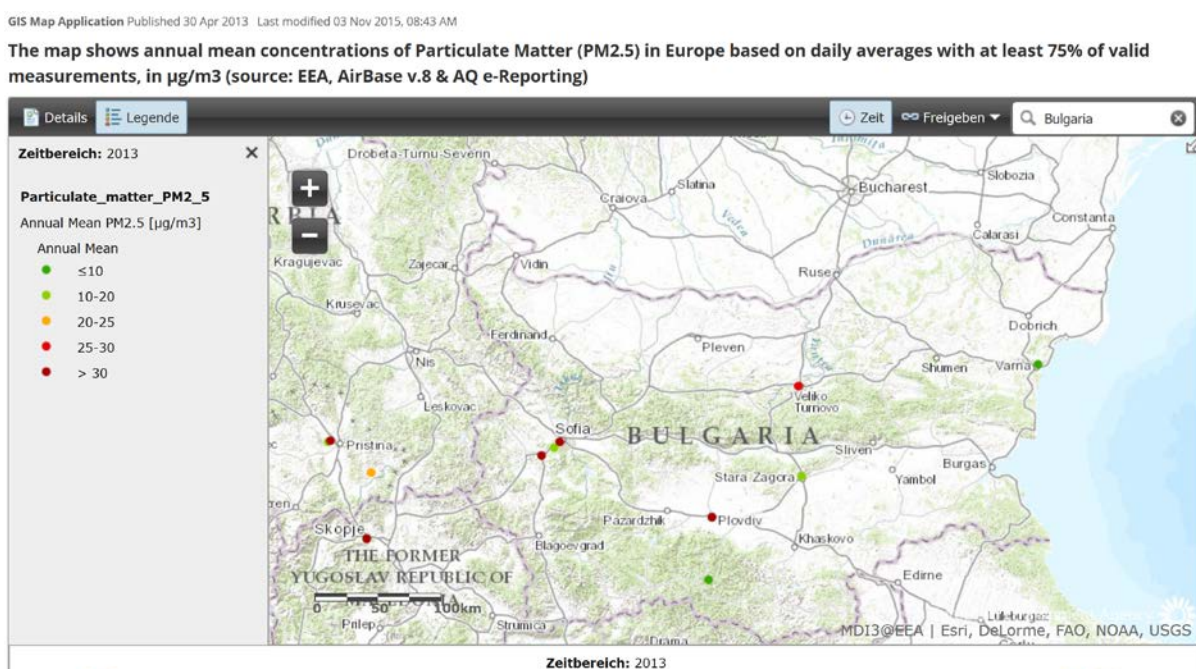 GIS Map Application Published 30 Apr 2013 Last modified 03 Nov 2015, 08:43 AM
The map shows annual mean concentrations of Particulate Matter (PM2.5) in Europe based on daily averages with at least 75% of valid
measurements, in µg/m3 (source: EEA, AirBase v.8 & AQ e-Reporting)
Details Legende Zeit Freigeben Bulgaria
Zeitbereich: 2013
Particulate_matter_PM2_5
Annual Mean PM2.5 [µg/m3]
Annual Mean
≤10
10-20
20-25
25-30
> 30
+
−
Drobeta-Turnu-Severin
Ialomița
Slobozia
Slatina
Bucharest
Craiova
Vedea
Constanta
Calarasi
Dunărea
Kragujevac
Zajecar
Vidin
Jiu
Ruse
Krusevac
Ferdinand
Pleven
Dobrich
Nis
Shumen
Varna
Veliko
Turnovo
Leskovac
Sofia
BULGARIA
Pristina
Sliven
Burgas
Stara Zagora
Yambol
Skopje
Pazardzhik
Plovdiv
Blagoevgrad
Khaskovo
THE FORMER
YUGOSLAV REPUBLIC OF
Edirne
0 50 100km
Prilep
Strumica
Drama
Luleburgaz
MDI3@EEA | Esri, DeLorme, FAO, NOAA, USGS
Zeitbereich: 2013